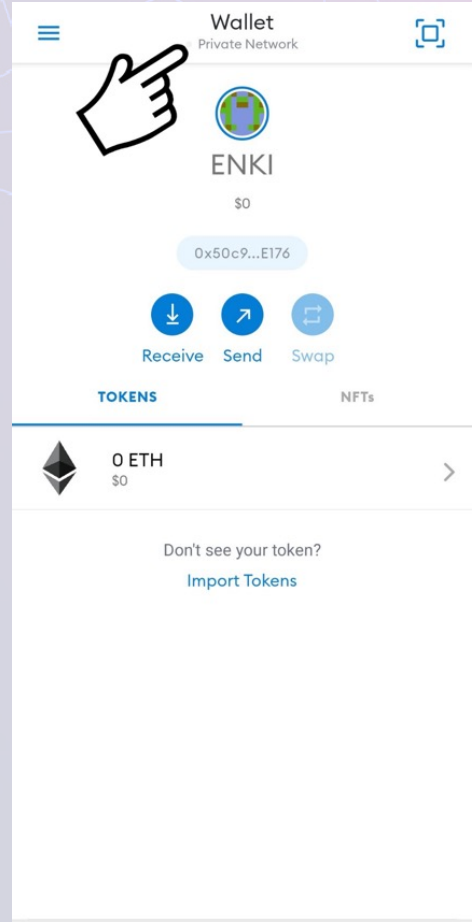 Wallet
Private Network
ENKI
$0
0x50c9...E176
Receive Send Swap
TOKENS NFTs
0 ETH
$0
Don't see your token?
Import Tokens